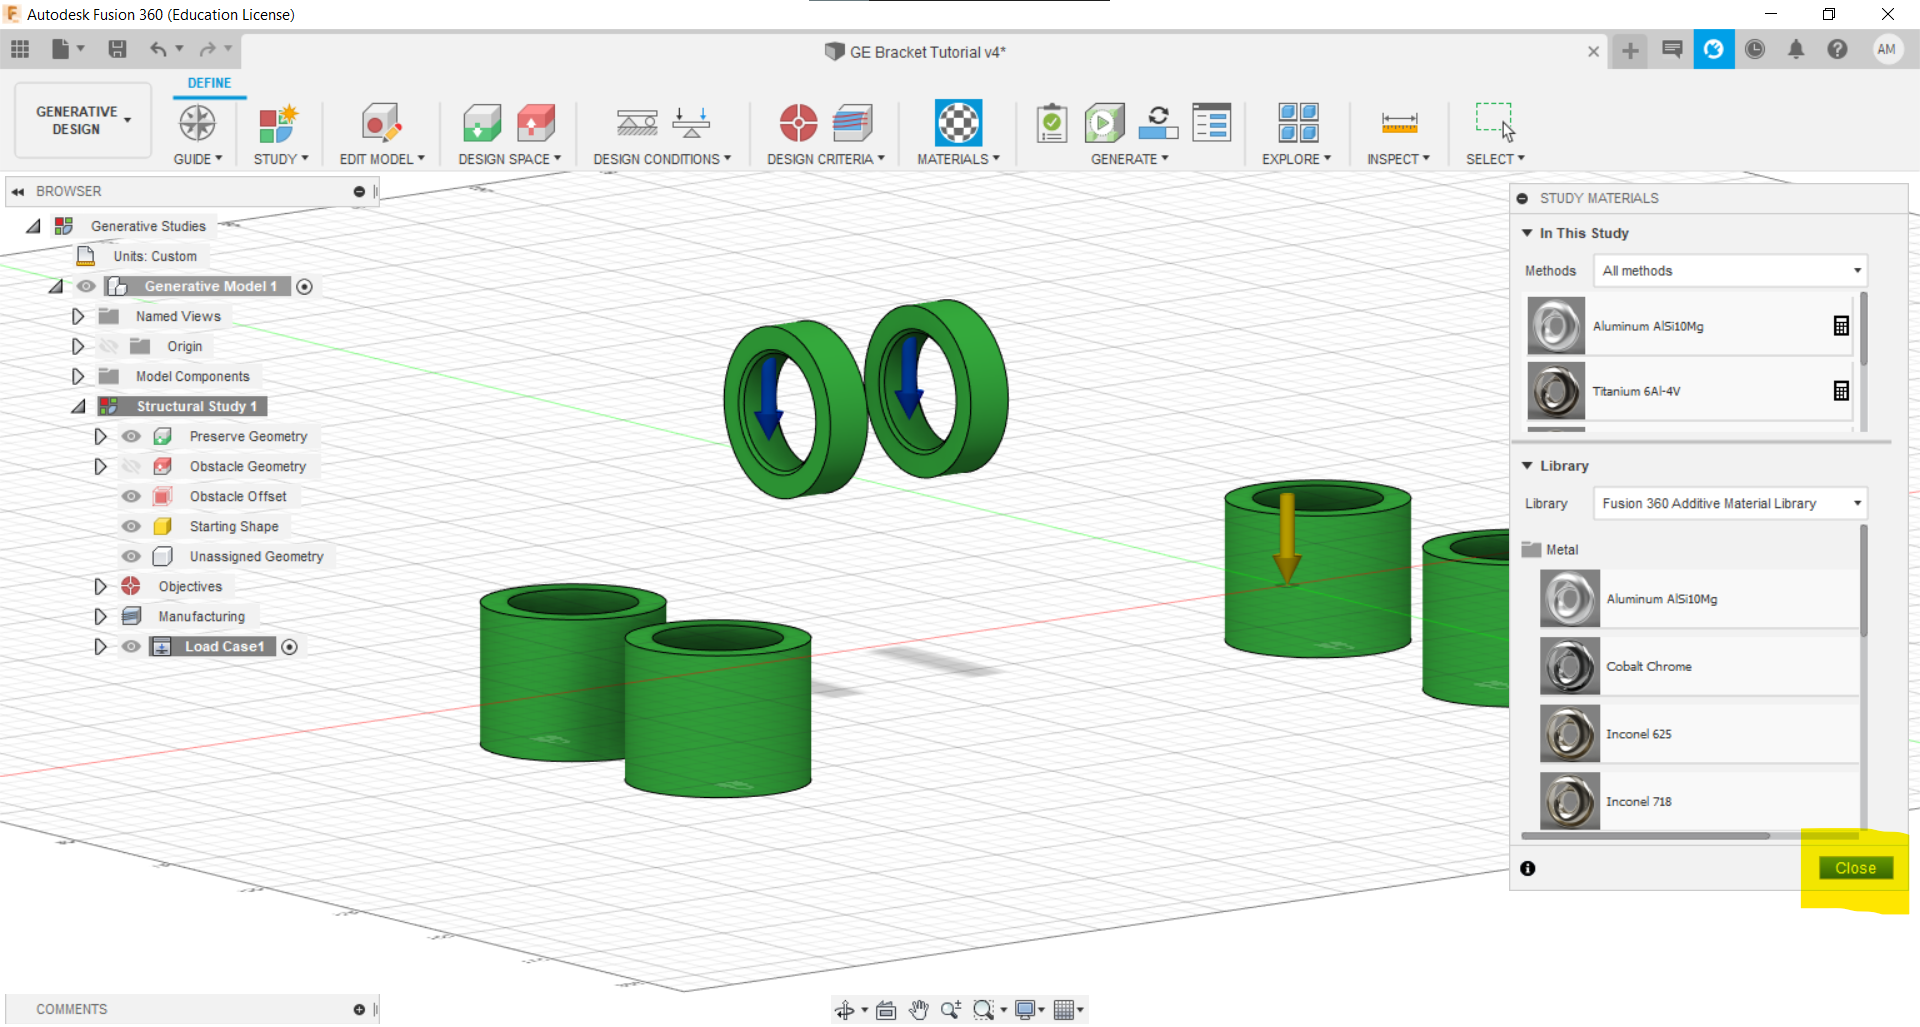 Autodesk Fusion 360 (Education License)
GE Bracket Tutorial v4*
AM
DEFINE
GENERATIVE DESIGN
GUIDE
STUDY
EDIT MODEL
DESIGN SPACE
DESIGN CONDITIONS
DESIGN CRITERIA
MATERIALS
GENERATE
EXPLORE
INSPECT
SELECT
BROWSER
Generative Studies
Units: Custom
Generative Model 1
Named Views
Origin
Model Components
Structural Study 1
Preserve Geometry
Obstacle Geometry
Obstacle Offset
Starting Shape
Unassigned Geometry
Objectives
Manufacturing
Load Case1
STUDY MATERIALS
In This Study
Methods All methods
Aluminum AlSi10Mg
Titanium 6Al-4V
Library
Library Fusion 360 Additive Material Library
Metal
Aluminum AlSi10Mg
Cobalt Chrome
Inconel 625
Inconel 718
Close
COMMENTS